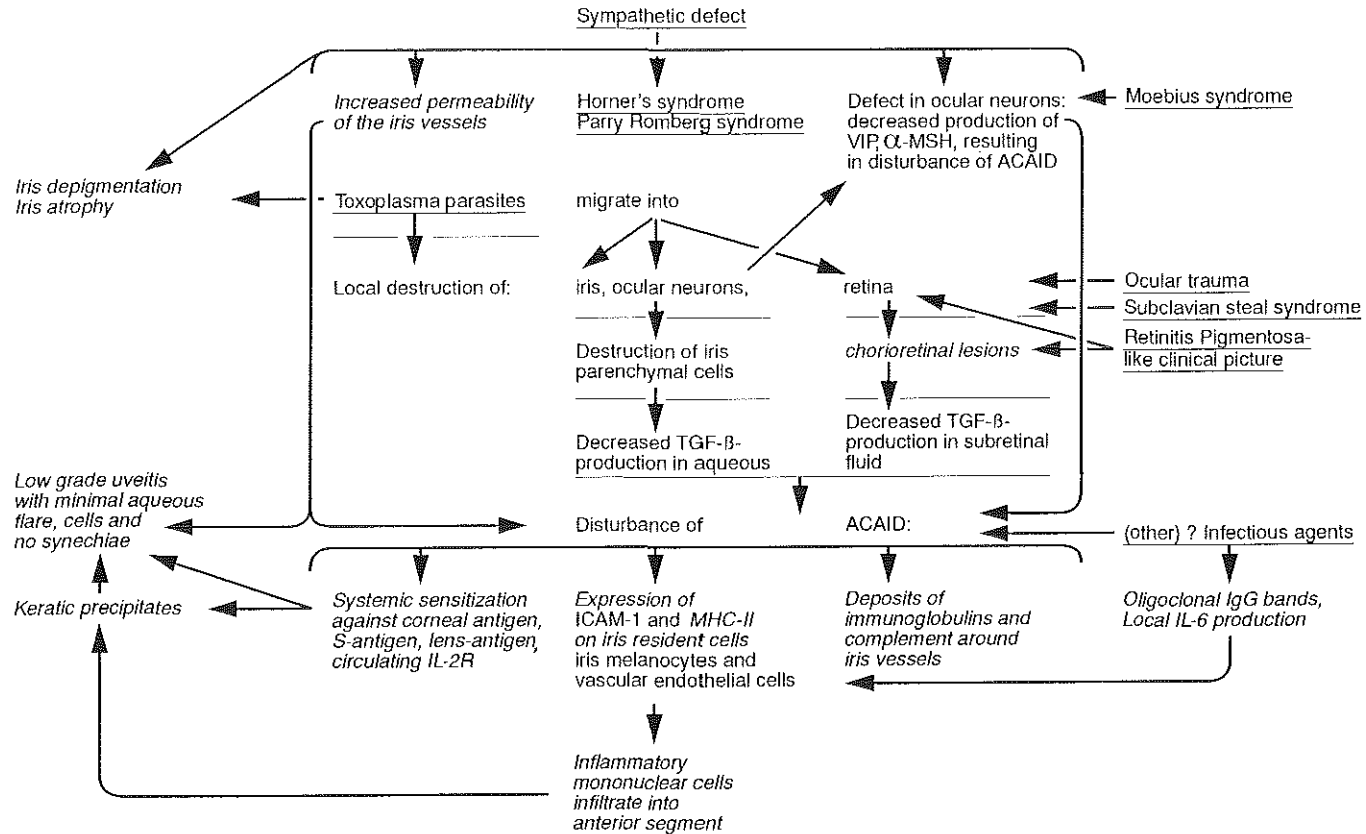 Sympathetic defect
Increased permeability
of the iris vessels
Horner's syndrome
Parry Romberg syndrome
Defect in ocular neurons:
decreased production of
VIP, α-MSH, resulting
in disturbance of ACAID
Moebius syndrome
Iris depigmentation
Iris atrophy
Toxoplasma parasites
migrate into
Local destruction of:
iris, ocular neurons,
retina
Ocular trauma
Subclavian steal syndrome
Retinitis Pigmentosa-
like clinical picture
Destruction of iris
parenchymal cells
chorioretinal lesions
Decreased TGF-ß-
production in aqueous
Decreased TGF-ß-
production in subretinal
fluid
Low grade uveitis
with minimal aqueous
flare, cells and
no synechiae
Disturbance of
ACAID:
(other) ? Infectious agents
Keratic precipitates
Systemic sensitization
against corneal antigen,
S-antigen, lens-antigen,
circulating IL-2R
Expression of
ICAM-1 and MHC-II
on iris resident cells
iris melanocytes and
vascular endothelial cells
Deposits of
immunoglobulins and
complement around
iris vessels
Oligoclonal IgG bands,
Local IL-6 production
Inflammatory
mononuclear cells
infiltrate into
anterior segment